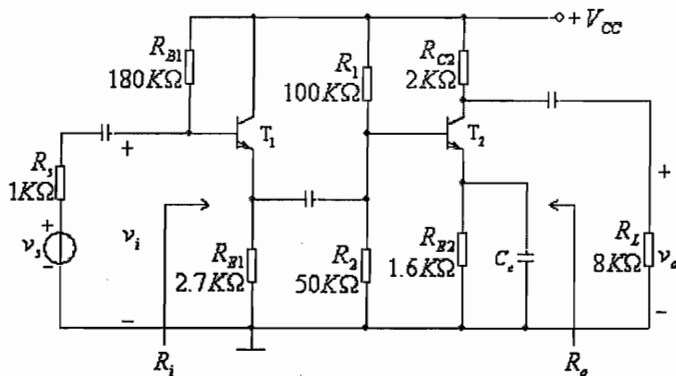 + V_CC
R_B1
180KΩ
R_1
100KΩ
R_C2
2KΩ
T_1
T_2
R_s
1KΩ
+
+
v_s
-
v_i
-
R_E1
2.7KΩ
R_2
50KΩ
R_E2
1.6KΩ
C_e
R_L
8KΩ
+
v_o
-
R_i
R_o